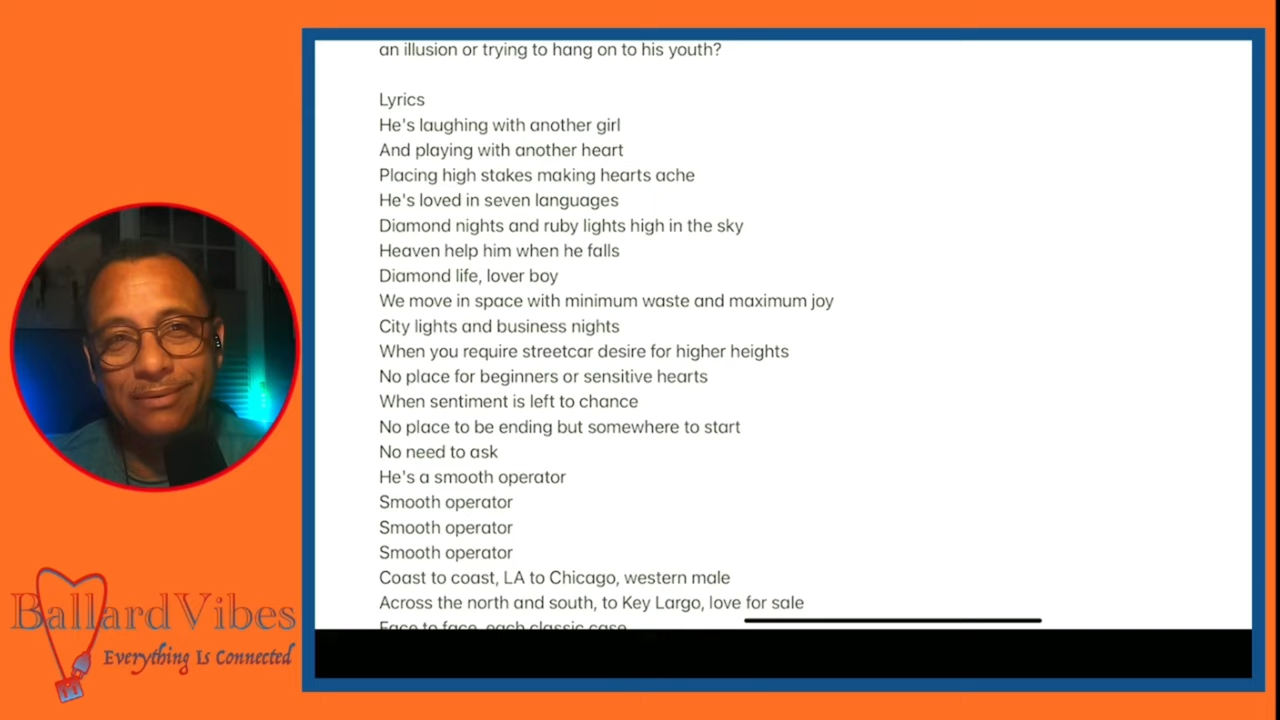 an illusion or trying to hang on to his youth?
Lyrics
He's laughing with another girl
And playing with another heart
Placing high stakes making hearts ache
He's loved in seven languages
Diamond nights and ruby lights high in the sky
Heaven help him when he falls
Diamond life, lover boy
We move in space with minimum waste and maximum joy
City lights and business nights
When you require streetcar desire for higher heights
No place for beginners or sensitive hearts
When sentiment is left to chance
No place to be ending but somewhere to start
No need to ask
He's a smooth operator
Smooth operator
Smooth operator
Smooth operator
Coast to coast, LA to Chicago, western male
Across the north and south, to Key Largo, love for sale
Face to face, each classic case
BallardVibes
Everything Is Connected